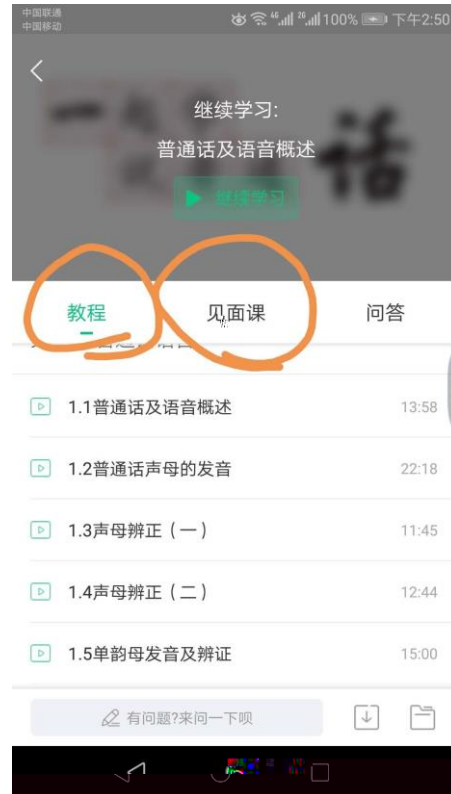 中国联通
中国移动
4G 2G 100% 下午2:50
继续学习:
普通话及语音概述
继续学习
话
教程
见面课
问答
1.1普通话及语音概述 13:58
1.2普通话声母的发音 22:18
1.3声母辨正（一） 11:45
1.4声母辨正（二） 12:44
1.5单韵母发音及辨证 15:00
有问题?来问一下呗